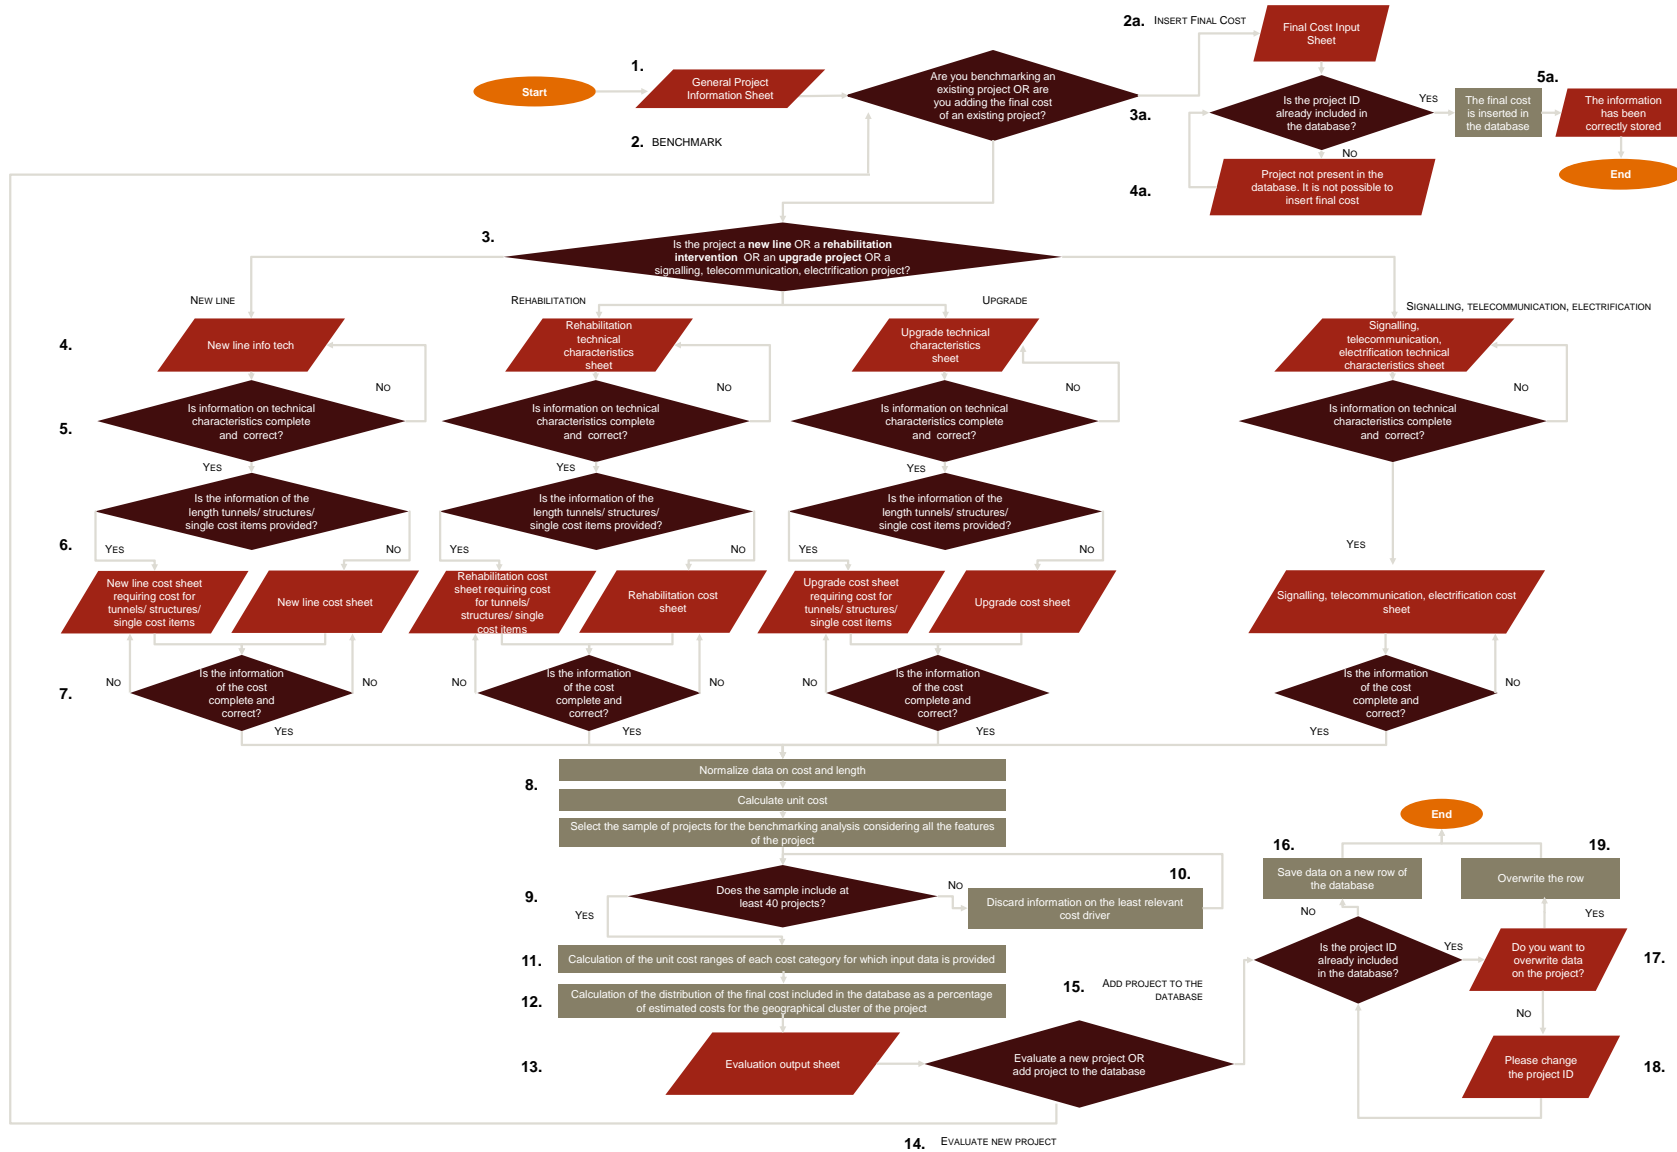 2a. INSERT FINAL COST
Final Cost Input
Sheet
1.
Start
General Project
Information Sheet
Are you benchmarking an
existing project OR are
you adding the final cost
of an existing project?
3a.
Is the project ID
already included in
the database?
YES
5a.
The final cost
is inserted in
the database
The information
has been
correctly stored
2. BENCHMARK
NO
End
4a.
Project not present in the
database. It is not possible to
insert final cost
3.
Is the project a new line OR a rehabilitation
intervention OR an upgrade project OR a
signalling, telecommunication, electrification project?
NEW LINE
REHABILITATION
UPGRADE
SIGNALLING, TELECOMMUNICATION, ELECTRIFICATION
4.
New line info tech
Rehabilitation
technical
characteristics
sheet
Upgrade technical
characteristics
sheet
Signalling,
telecommunication,
electrification technical
characteristics sheet
NO
NO
NO
NO
5.
Is information on technical
characteristics complete
and correct?
Is information on technical
characteristics complete
and correct?
Is information on technical
characteristics complete
and correct?
Is information on technical
characteristics complete
and correct?
YES
YES
YES
Is the information of the
length tunnels/ structures/
single cost items provided?
Is the information of the
length tunnels/ structures/
single cost items provided?
Is the information of the
length tunnels/ structures/
single cost items provided?
6.
YES
NO
YES
NO
YES
NO
YES
New line cost sheet
requiring cost for
tunnels/ structures/
single cost items
New line cost sheet
Rehabilitation cost
sheet requiring cost
for tunnels/
structures/ single
cost items
Rehabilitation cost
sheet
Upgrade cost sheet
requiring cost for
tunnels/ structures/
single cost items
Upgrade cost sheet
Signalling, telecommunication, electrification cost
sheet
7.
NO
Is the information
of the cost
complete and
correct?
NO
NO
Is the information
of the cost
complete and
correct?
NO
NO
Is the information
of the cost
complete and
correct?
Is the information
of the cost
complete and
correct?
NO
YES
YES
YES
YES
8.
Normalize data on cost and length
Calculate unit cost
Select the sample of projects for the benchmarking analysis considering all the features
of the project
9.
Does the sample include at
least 40 projects?
NO
10.
Discard information on the least relevant
cost driver
YES
11.
Calculation of the unit cost ranges of each cost category for which input data is provided
12.
Calculation of the distribution of the final cost included in the database as a percentage
of estimated costs for the geographical cluster of the project
13.
Evaluation output sheet
Evaluate a new project OR
add project to the database
14. EVALUATE NEW PROJECT
15. ADD PROJECT TO THE
DATABASE
End
16.
19.
Save data on a new row of
the database
Overwrite the row
NO
YES
Is the project ID
already included
in the database?
YES
Do you want to
overwrite data
on the project?
17.
NO
Please change
the project ID
18.